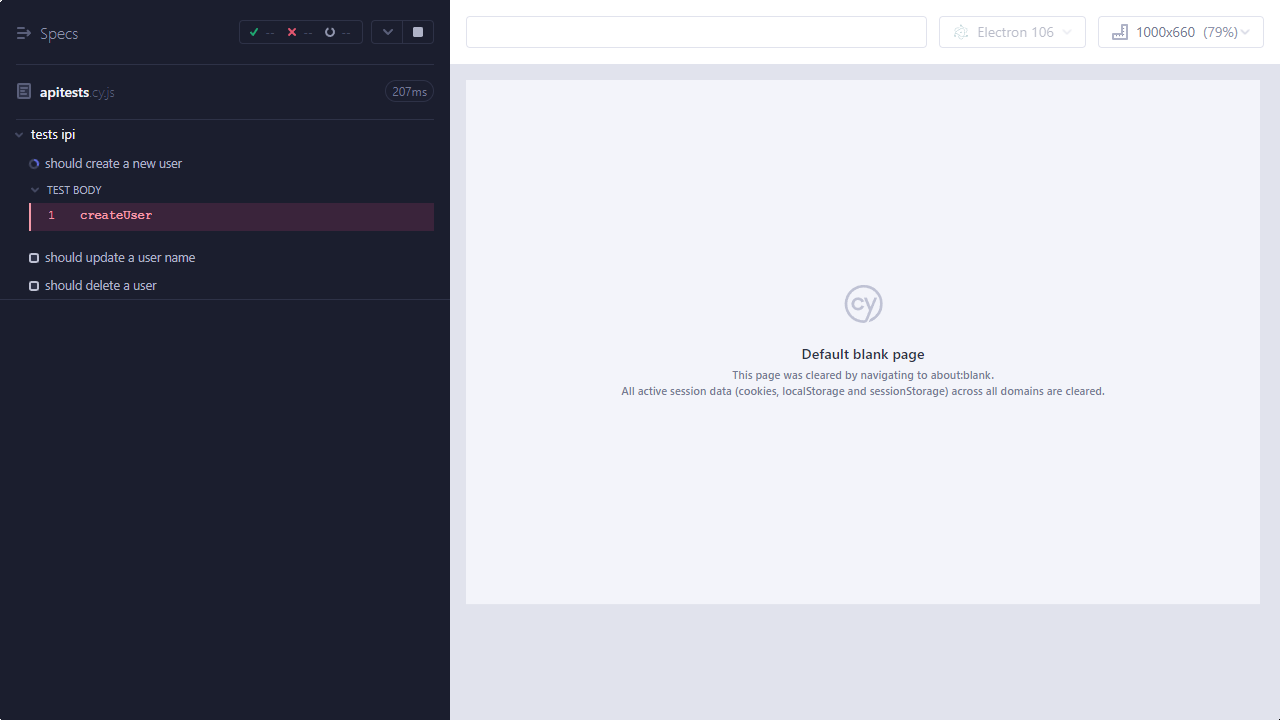 Specs
-- -- --
Electron 106
1000x660 (79%)
apitests.cy.js
207ms
tests ipi
should create a new user
TEST BODY
1 createUser
should update a user name
should delete a user
cy
Default blank page
This page was cleared by navigating to about:blank.
All active session data (cookies, localStorage and sessionStorage) across all domains are cleared.